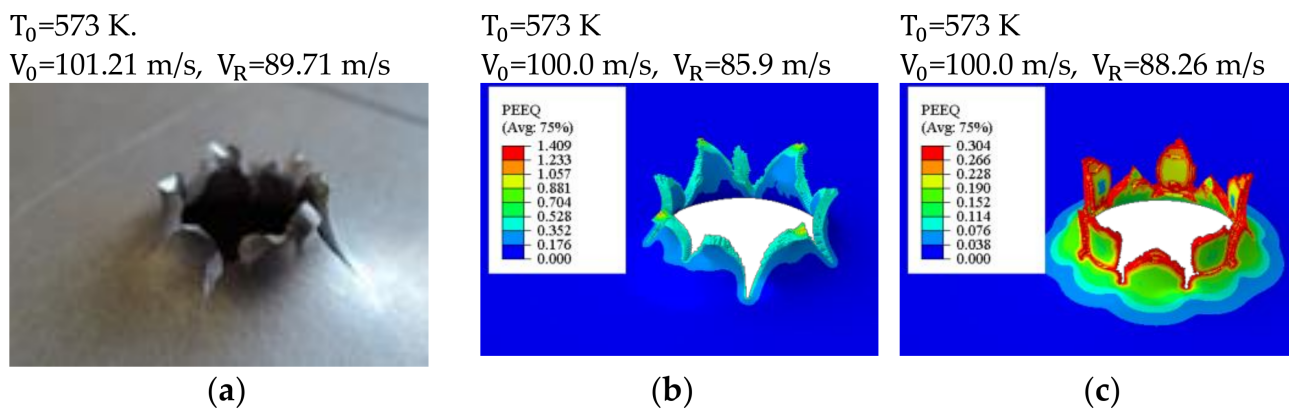 T₀=573 K.
V₀=101.21 m/s, V_R=89.71 m/s
T₀=573 K
V₀=100.0 m/s, V_R=85.9 m/s
T₀=573 K
V₀=100.0 m/s, V_R=88.26 m/s
PEEQ
(Avg: 75%)
1.409
1.233
1.057
0.881
0.704
0.528
0.352
0.176
0.000
PEEQ
(Avg: 75%)
0.304
0.266
0.228
0.190
0.152
0.114
0.076
0.038
0.000
(a)
(b)
(c)